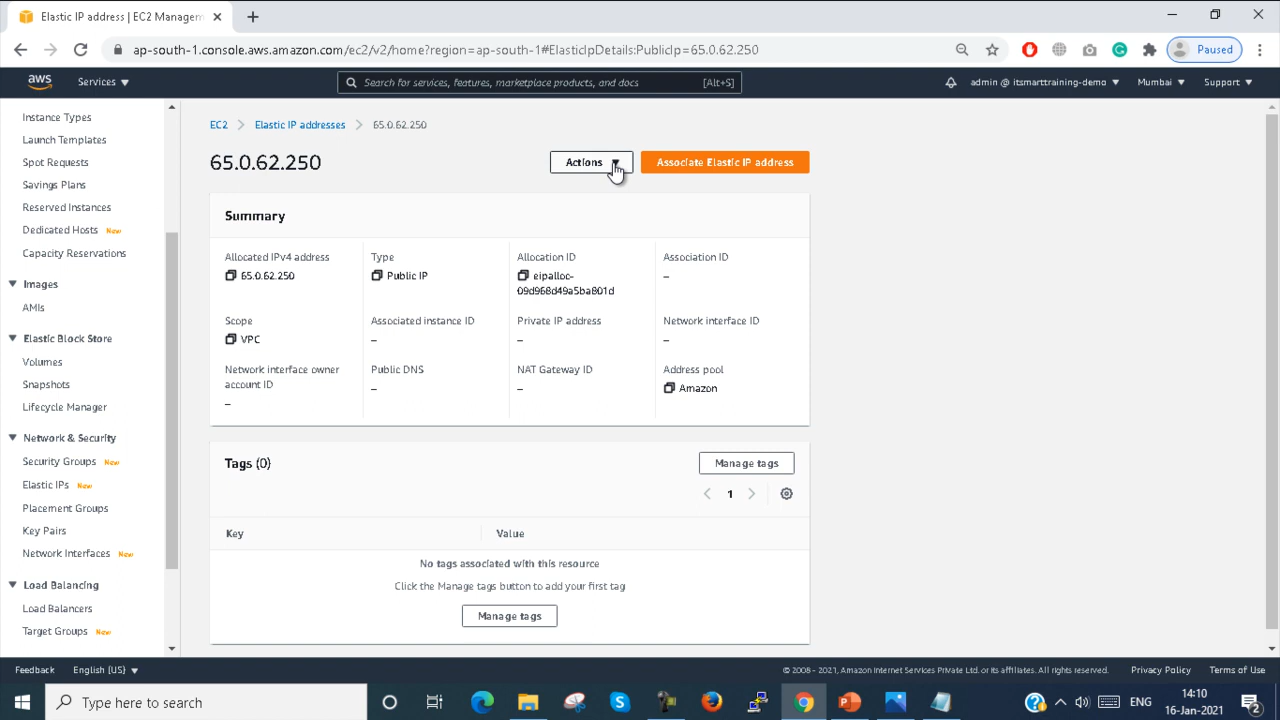 Elastic IP address | EC2 Managem
ap-south-1.console.aws.amazon.com/ec2/v2/home?region=ap-south-1#ElasticIpDetails:PublicIp=65.0.62.250
Paused
aws
Services
Search for services, features, marketplace products, and docs
[Alt+S]
admin @ itsmarttraining-demo
Mumbai
Support
Instance Types
Launch Templates
Spot Requests
Savings Plans
Reserved Instances
Dedicated Hosts New
Capacity Reservations
Images
AMIs
Elastic Block Store
Volumes
Snapshots
Lifecycle Manager
Network & Security
Security Groups New
Elastic IPs New
Placement Groups
Key Pairs
Network Interfaces New
Load Balancing
Load Balancers
Target Groups New
EC2 > Elastic IP addresses > 65.0.62.250
65.0.62.250
Actions
Associate Elastic IP address
Summary
Allocated IPv4 address
65.0.62.250
Type
Public IP
Allocation ID
eipalloc-
09d968d49a5ba801d
Association ID
–
Scope
VPC
Associated instance ID
–
Private IP address
–
Network interface ID
–
Network interface owner
account ID
–
Public DNS
–
NAT Gateway ID
–
Address pool
Amazon
Tags (0)
Manage tags
1
Key
Value
No tags associated with this resource
Click the Manage tags button to add your first tag
Manage tags
Feedback
English (US)
© 2008 - 2021, Amazon Internet Services Private Ltd. or its affiliates. All rights reserved.
Privacy Policy
Terms of Use
Type here to search
ENG
14:10
16-Jan-2021
2